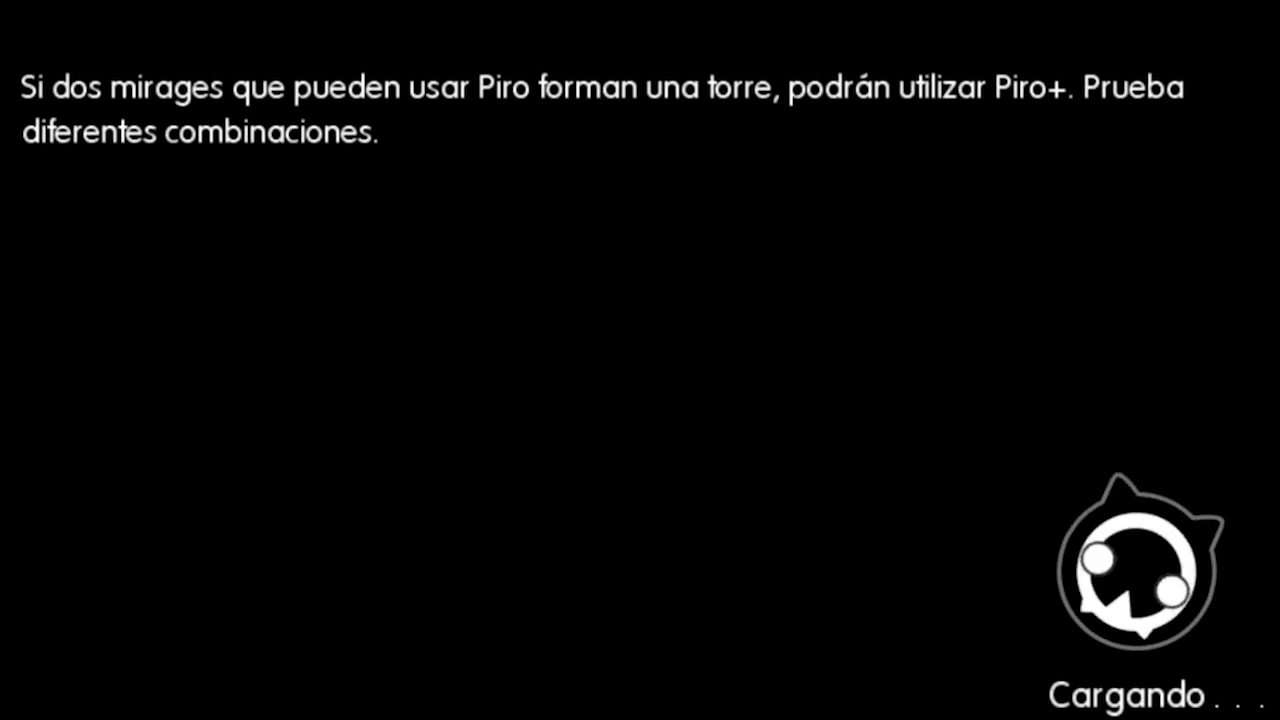 Si dos mirages que pueden usar Piro forman una torre, podrán utilizar Piro+. Prueba
diferentes combinaciones.
Cargando . . .